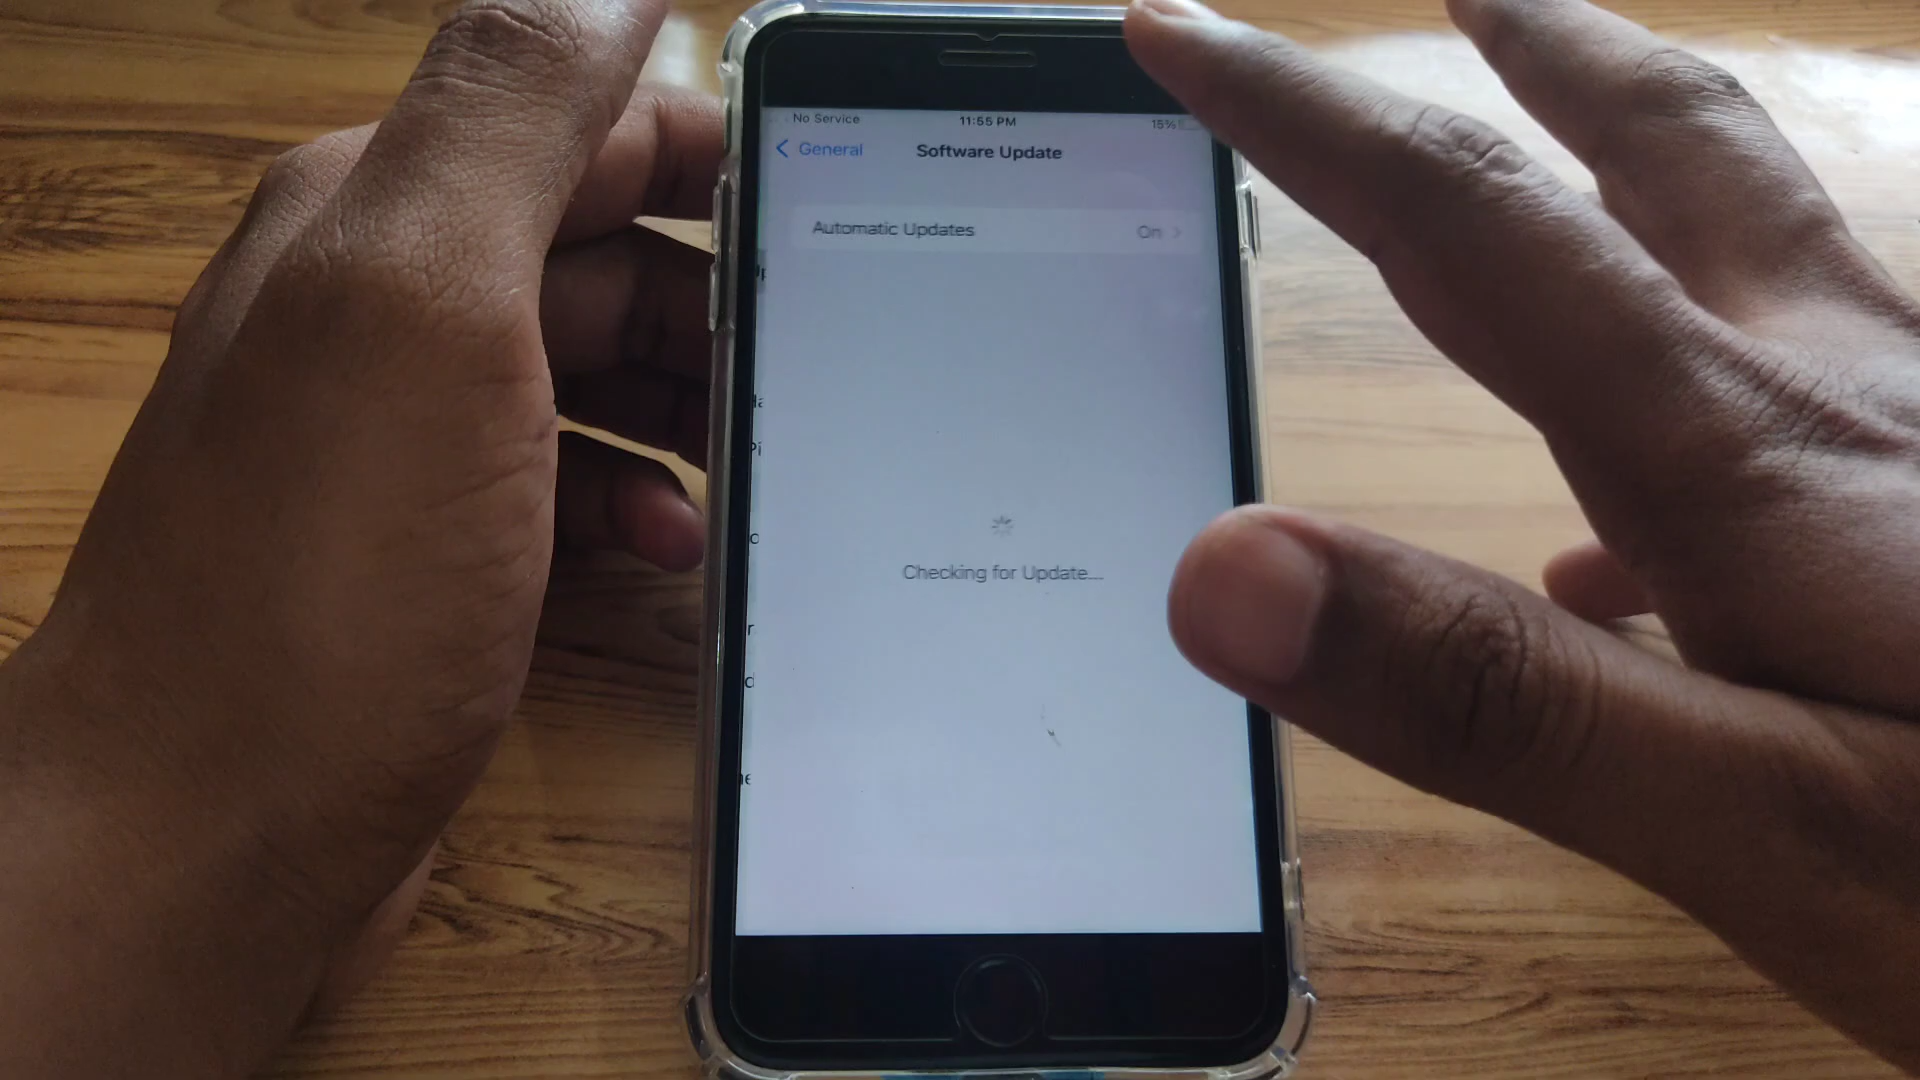 No Service 11:55 PM 15%
General Software Update
Automatic Updates On
Checking for Update...